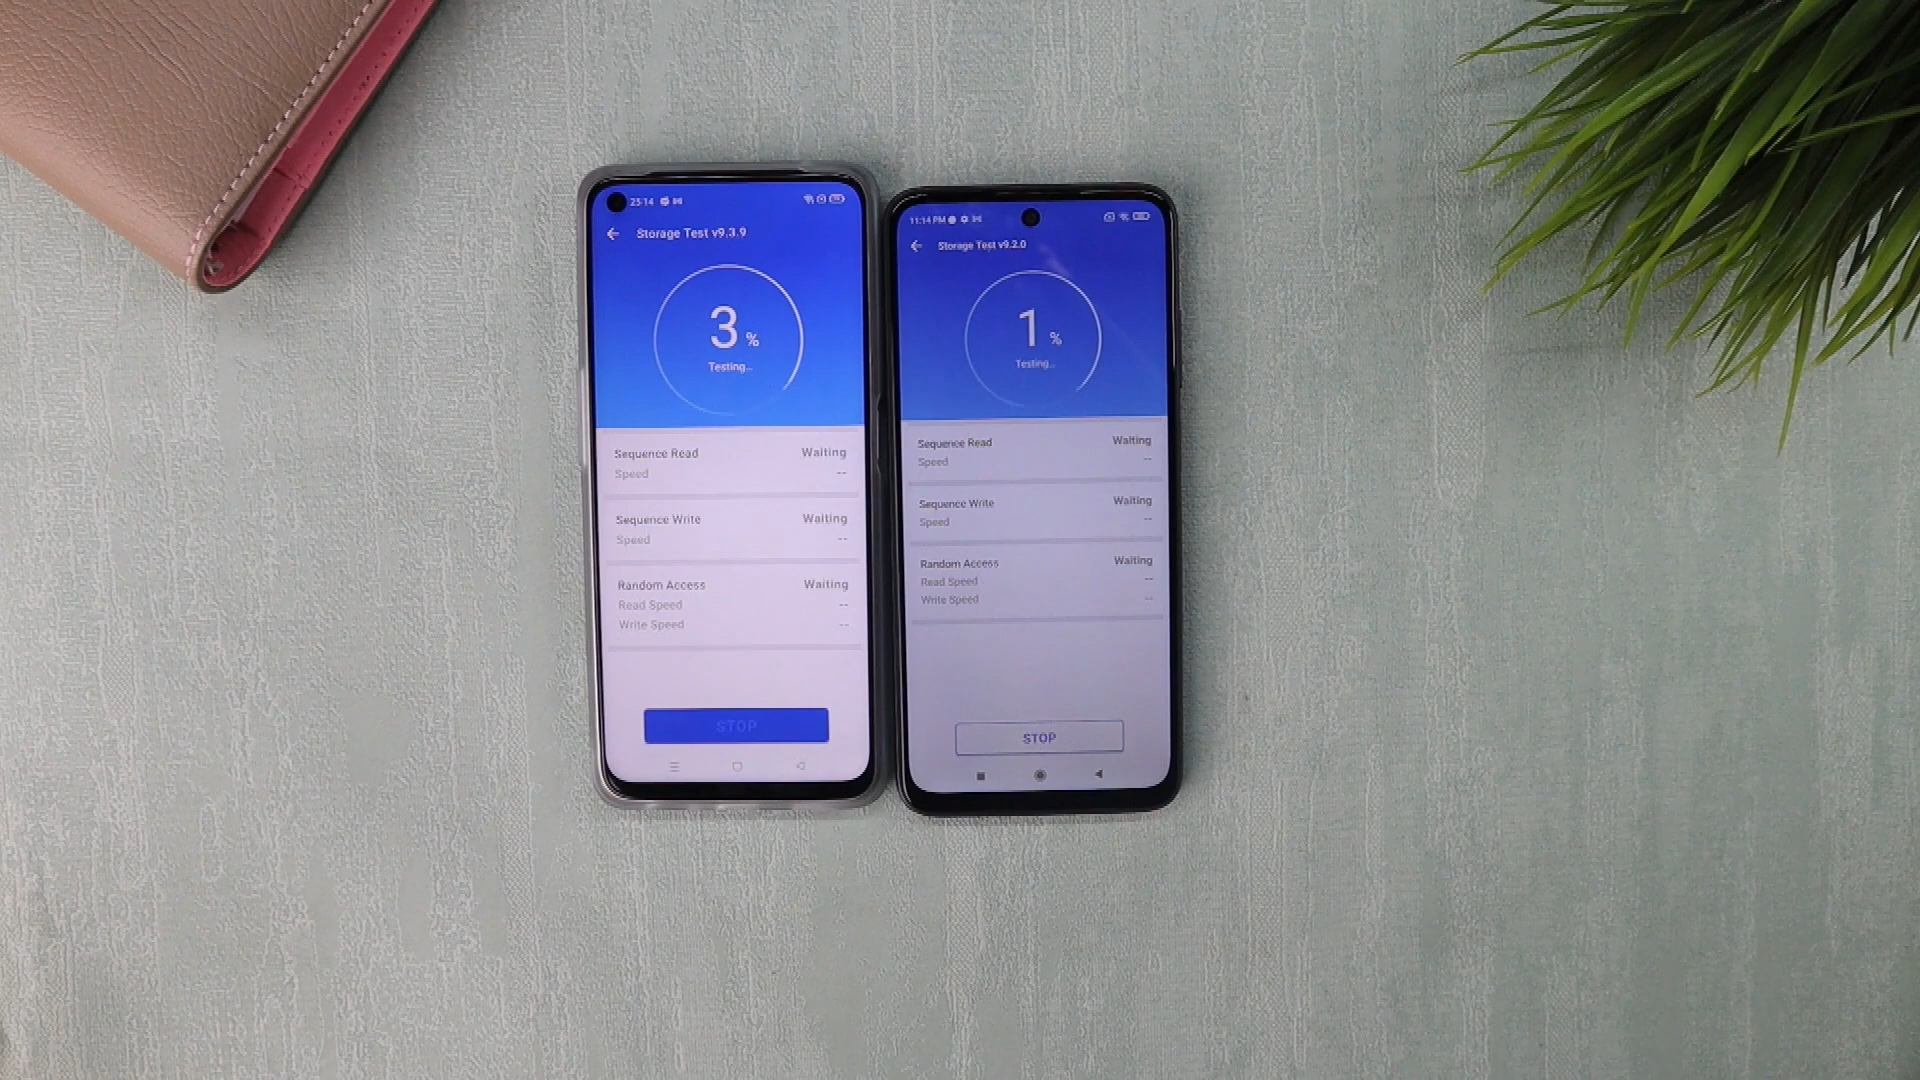 23:14
Storage Test v9.3.9
3 %
Testing...
Sequence Read Waiting
Speed --
Sequence Write Waiting
Speed --
Random Access Waiting
Read Speed --
Write Speed --
STOP
11:14 PM
Storage Test v9.2.0
1 %
Testing...
Sequence Read Waiting
Speed --
Sequence Write Waiting
Speed --
Random Access Waiting
Read Speed --
Write Speed --
STOP